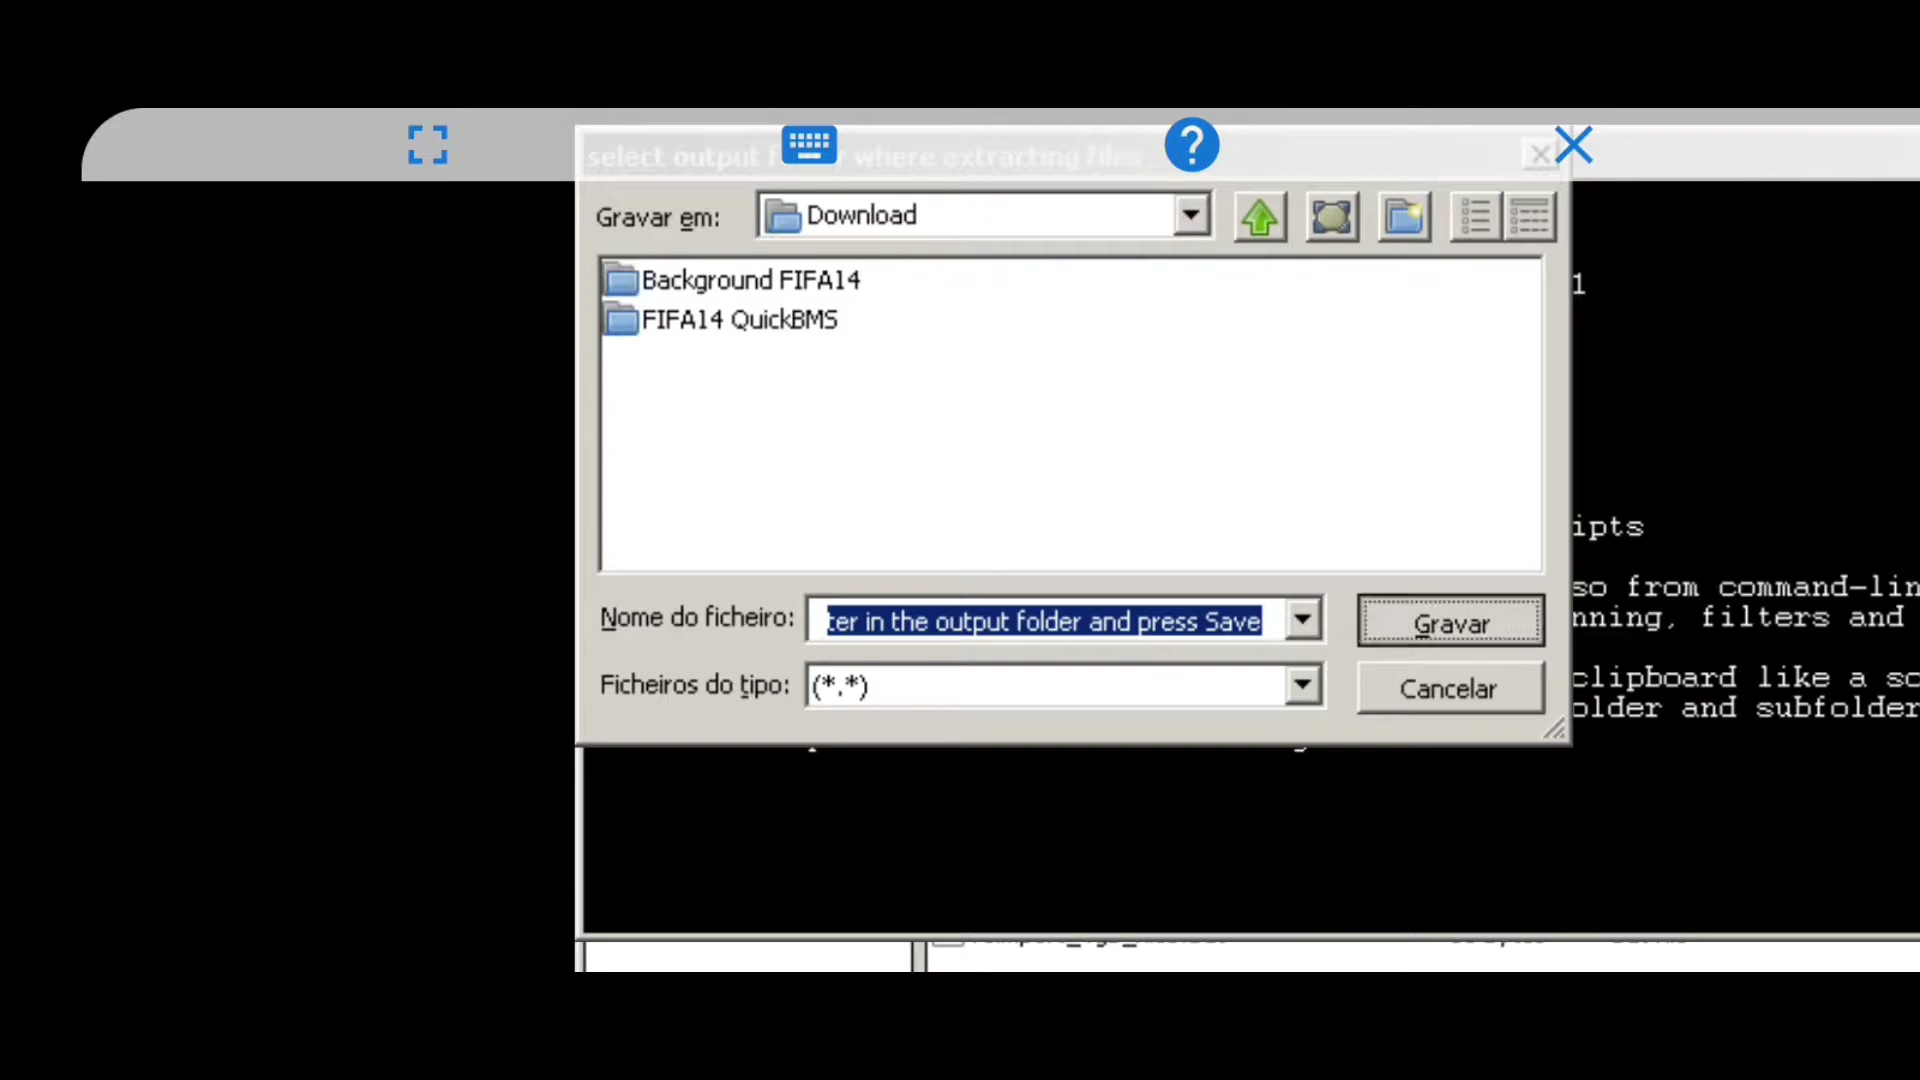 select output f r where extracting files
Gravar em:
Download
Background FIFA14
FIFA14 QuickBMS
Nome do ficheiro:
ter in the output folder and press Save
Gravar
Ficheiros do tipo:
(*.*)
Cancelar
1
ipts
so from command-lin
nning, filters and
clipboard like a so
older and subfolder